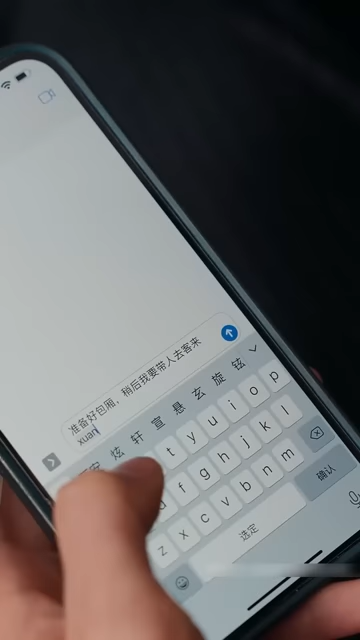 准备好包厢，稍后我要带人去客来
xuan
炫 轩 宣 悬 玄 旋 铉
t y u i o p
f g h j k l
z x c v b n m
选定 确认